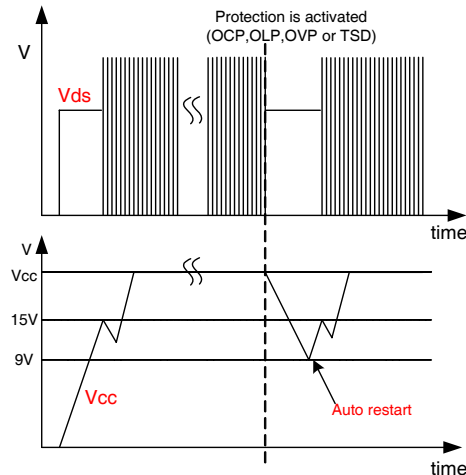 Protection is activated
(OCP,OLP,OVP or TSD)
V
Vds
time
V
Vcc
15V
9V
Vcc
Auto restart
time